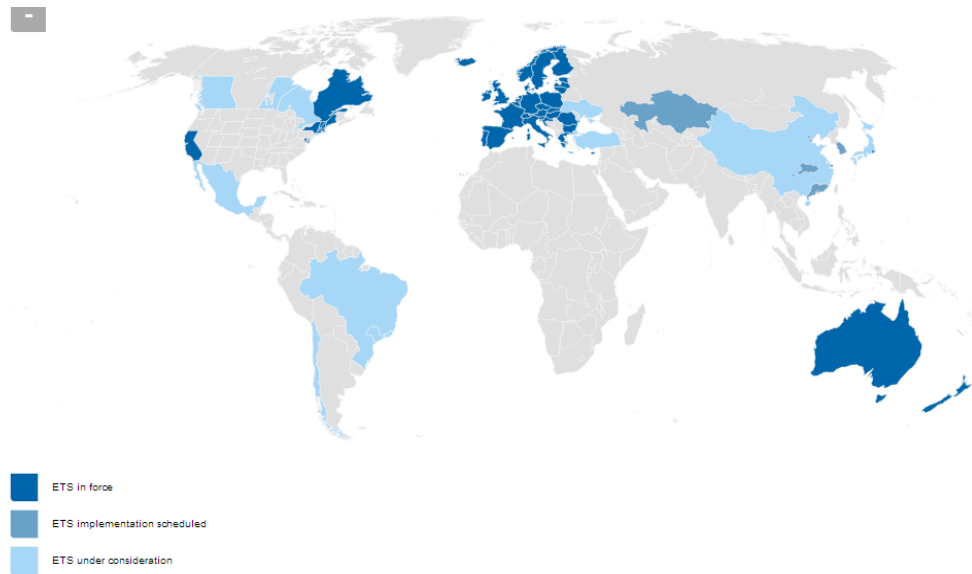 -
ETS in force
ETS implementation scheduled
ETS under consideration